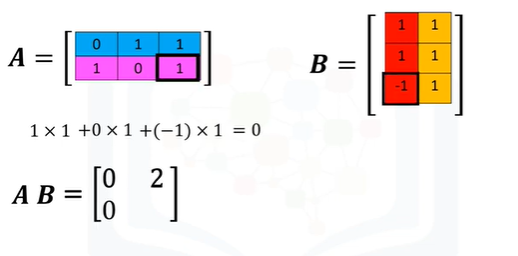 A = [ 0 1 1
1 0 1 ]
B = [ 1 1
1 1
-1 1 ]
1 × 1 +0 × 1 +(−1) × 1 = 0
A B = [ 0 2
0 ]